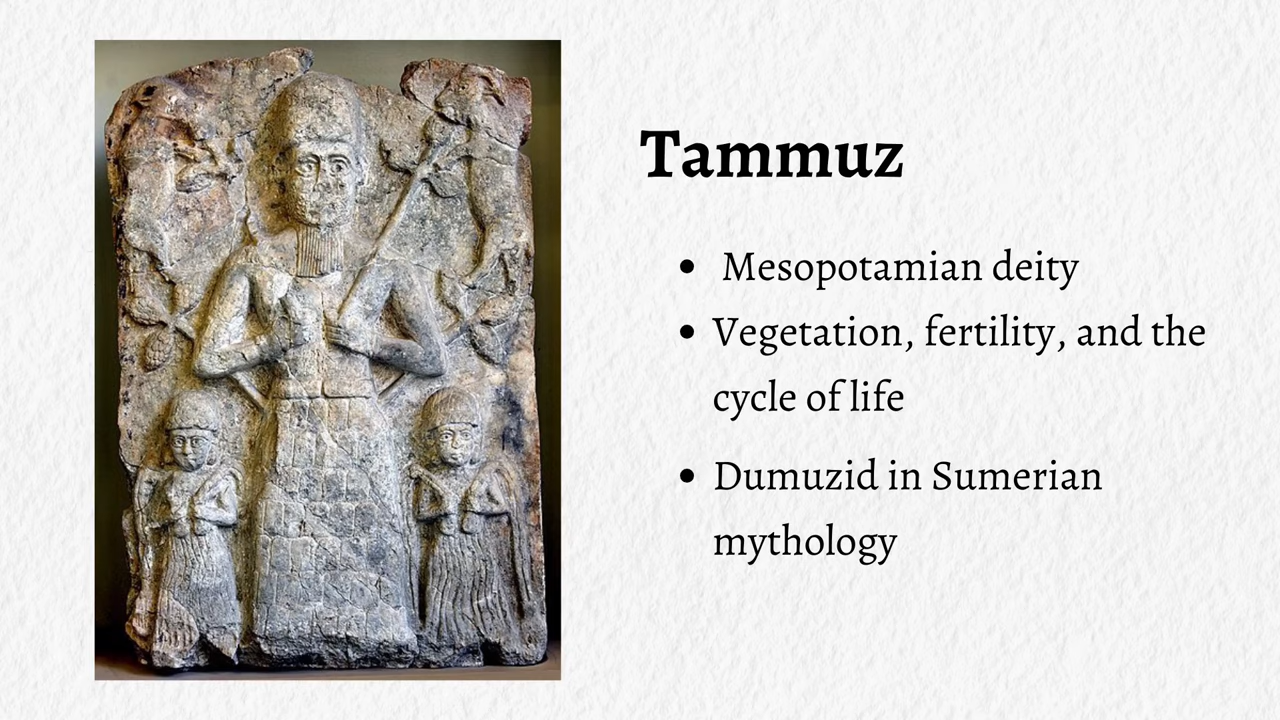 Tammuz
• Mesopotamian deity
• Vegetation, fertility, and the
cycle of life
• Dumuzid in Sumerian
mythology